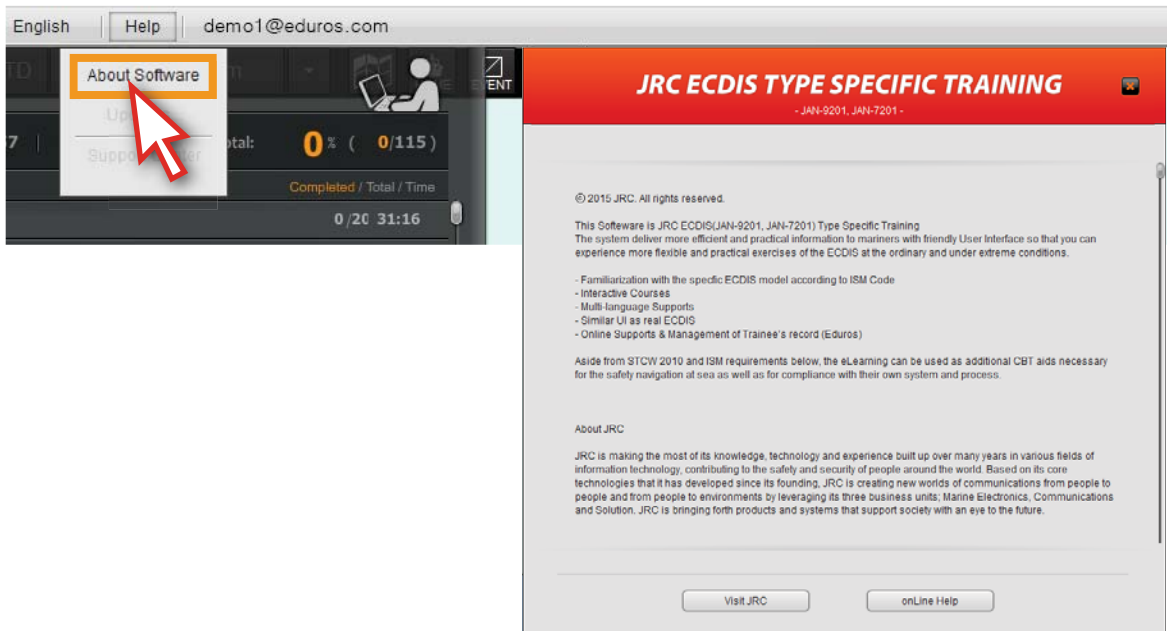 English Help demo1@eduros.com
About Software
EVENT
otal: 0 % ( 0/115 )
Completed / Total / Time
0/20 31:16
JRC ECDIS TYPE SPECIFIC TRAINING
- JAN-9201, JAN-7201 -
© 2015 JRC. All rights reserved.
This Softeware is JRC ECDIS(JAN-9201, JAN-7201) Type Specific Training
The system deliver more efficient and practical information to mariners with friendly User Interface so that you can
experience more flexible and practical exercises of the ECDIS at the ordinary and under extreme conditions.
- Familiarization with the specfic ECDIS model according to ISM Code
- Interactive Courses
- Multi-language Supports
- Similar UI as real ECDIS
- Online Supports & Management of Trainee's record (Eduros)
Aside from STCW 2010 and ISM requirements below, the eLearning can be used as additional CBT aids necessary
for the safety navigation at sea as well as for compliance with their own system and process.
About JRC
JRC is making the most of its knowledge, technology and experience built up over many years in various fields of
information technology, contributing to the safety and security of people around the world. Based on its core
technologies that it has developed since its founding, JRC is creating new worlds of communications from people to
people and from people to environments by leveraging its three business units; Marine Electronics, Communications
and Solution. JRC is bringing forth products and systems that support society with an eye to the future.
Visit JRC onLine Help